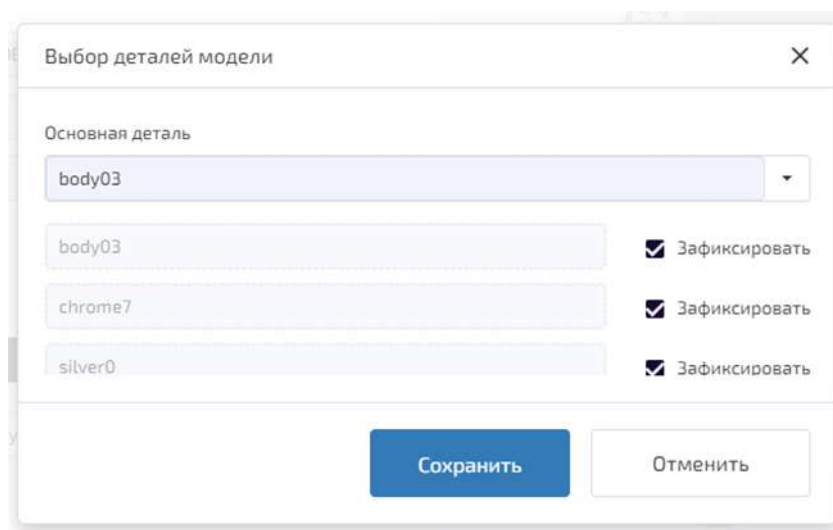 Выбор деталей модели
Основная деталь
body03
body03
Зафиксировать
chrome7
Зафиксировать
silver0
Зафиксировать
Сохранить
Отменить